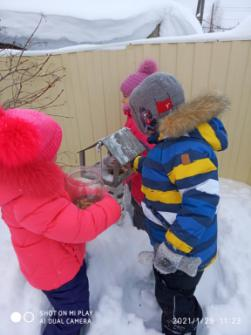 SHOT ON MI PLAY
AI DUAL CAMERA
2021/1/29 11:23